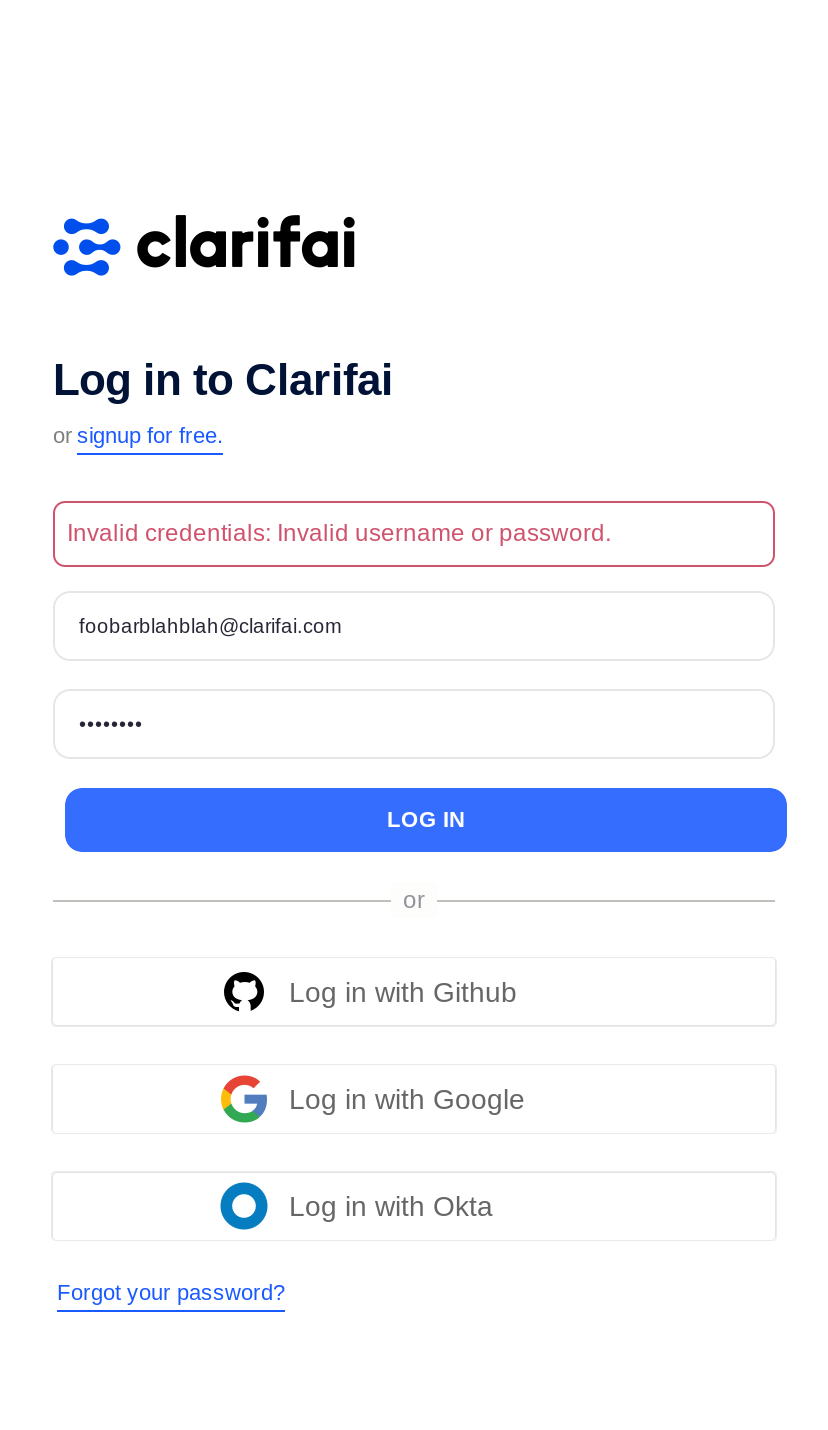 clarifai
Log in to Clarifai
or signup for free.
Invalid credentials: Invalid username or password.
foobarblahblah@clarifai.com
••••••••
LOG IN
or
Log in with Github
Log in with Google
Log in with Okta
Forgot your password?